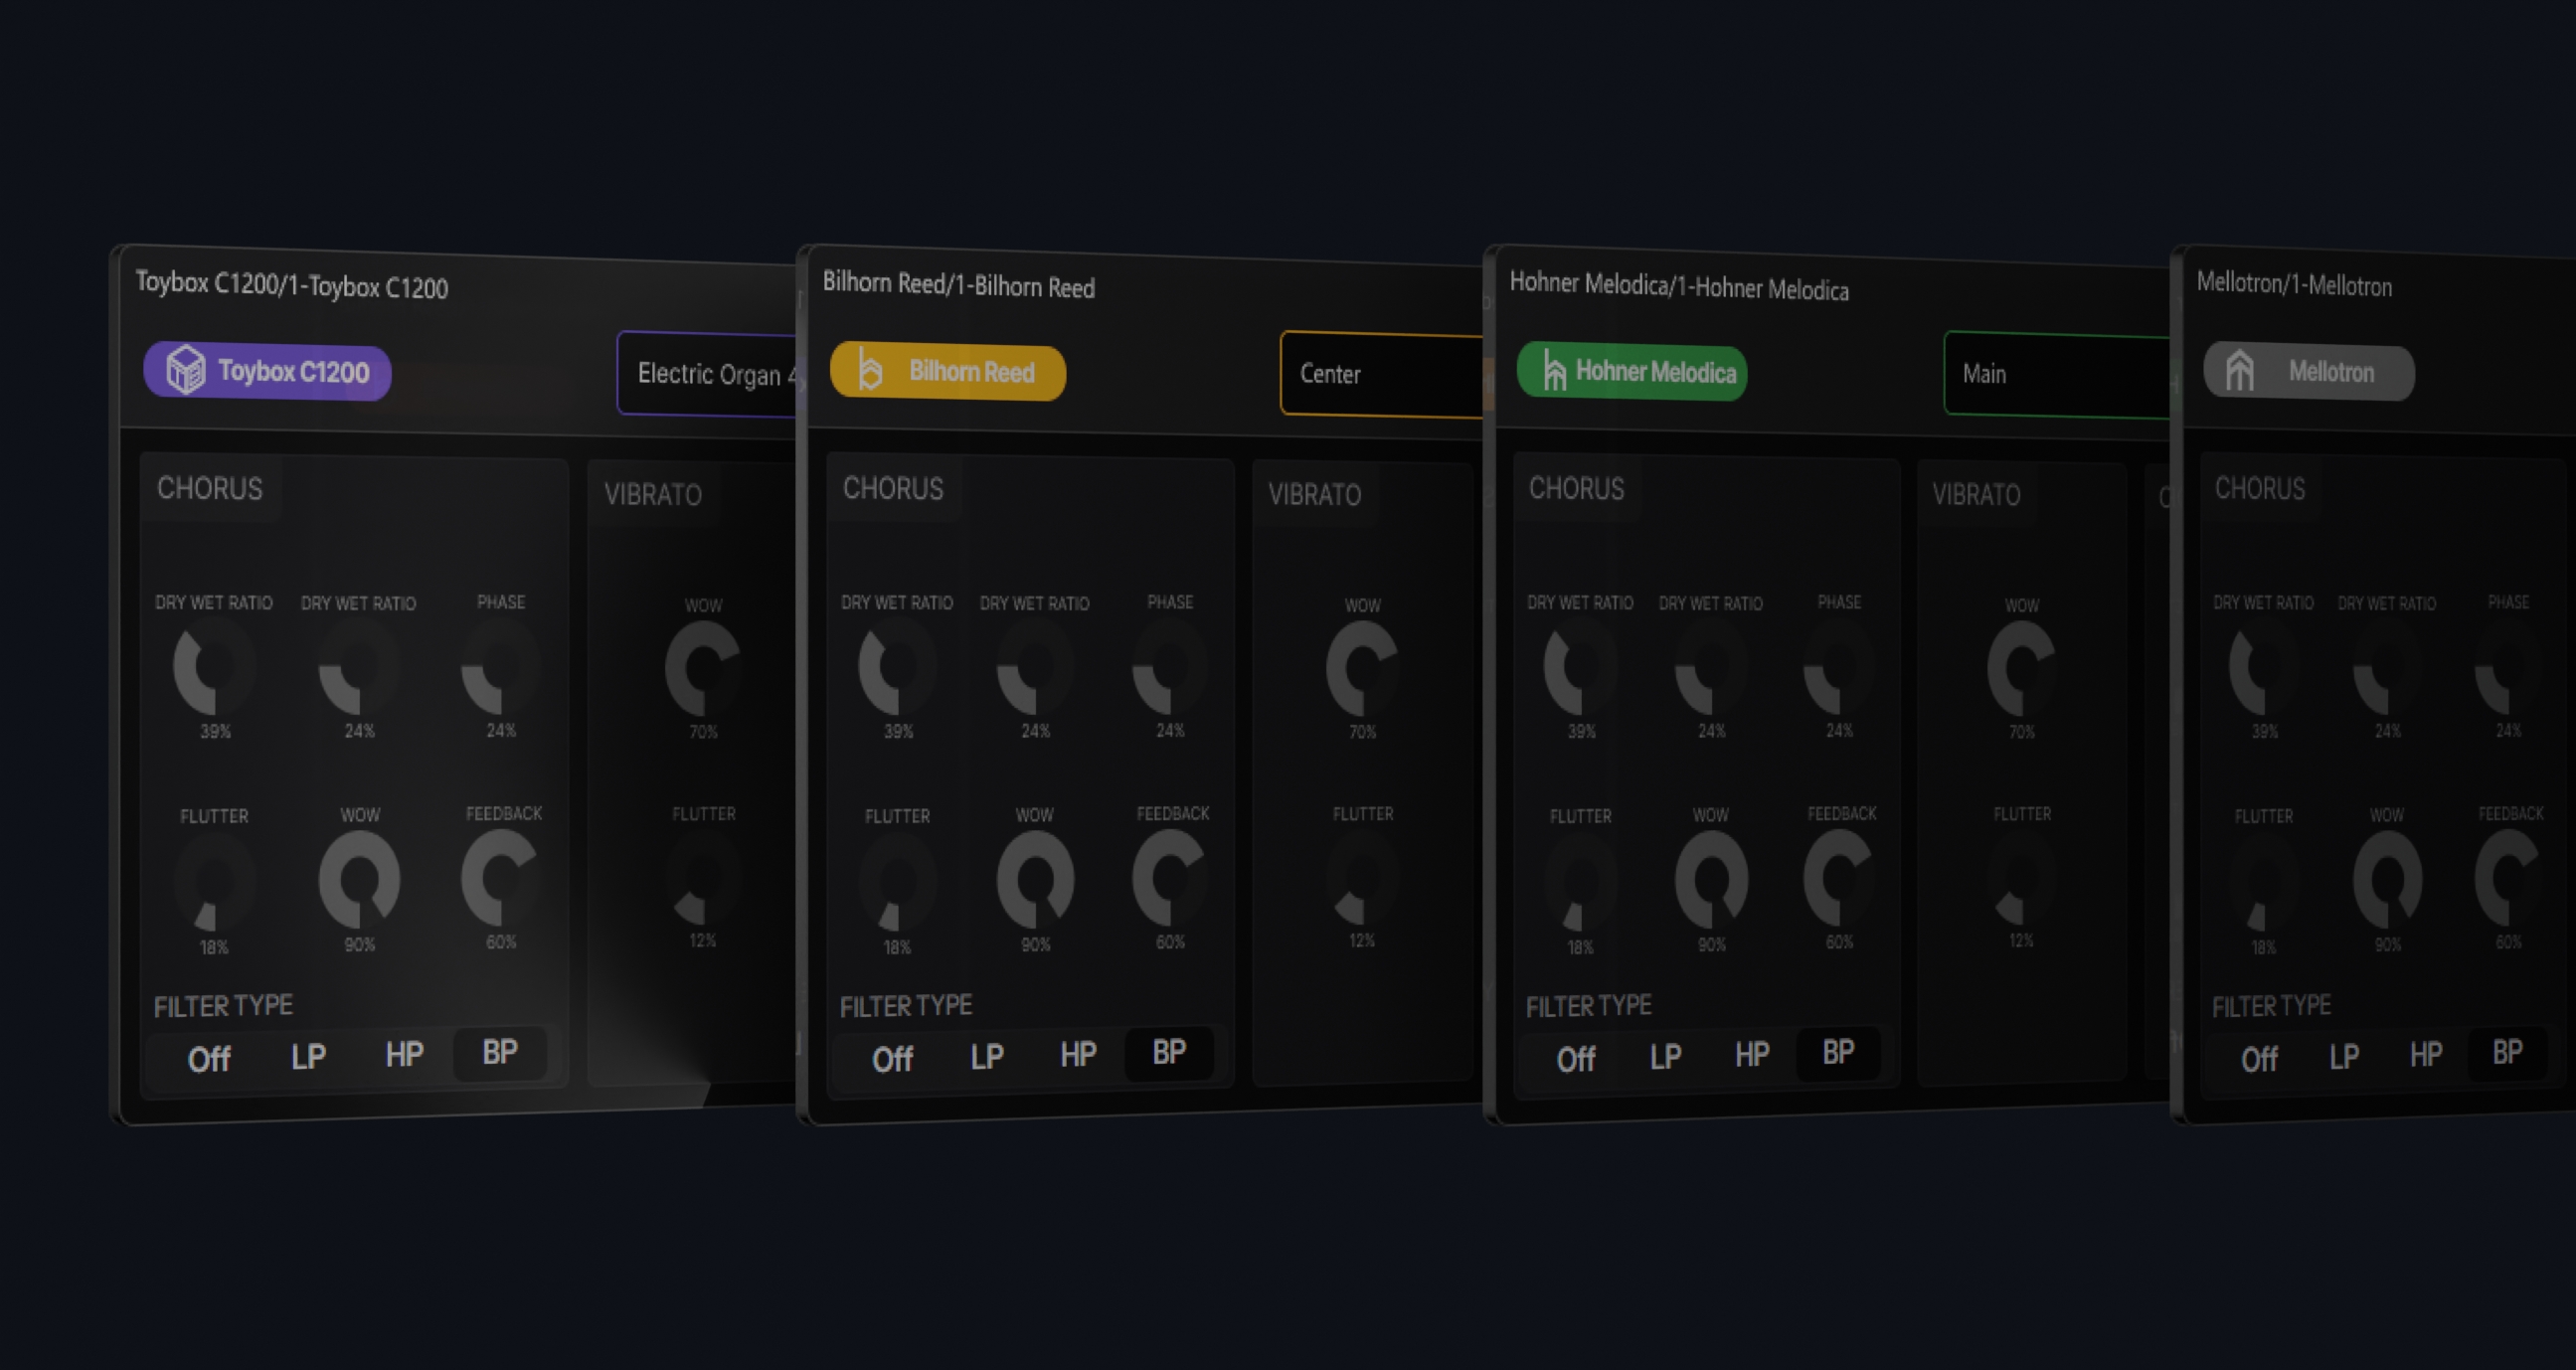 Toybox C1200/1-Toybox C1200
Toybox C1200
Electric Organ
CHORUS
VIBRATO
DRY WET RATIO DRY WET RATIO PHASE
WOW
39% 24% 24%
70%
FLUTTER WOW FEEDBACK
FLUTTER
18% 90% 60%
12%
FILTER TYPE
Off LP HP BP
Bilhorn Reed/1-Bilhorn Reed
Bilhorn Reed
Center
CHORUS
VIBRATO
DRY WET RATIO DRY WET RATIO PHASE
WOW
39% 24% 24%
70%
FLUTTER WOW FEEDBACK
FLUTTER
18% 90% 60%
12%
FILTER TYPE
Off LP HP BP
Hohner Melodica/1-Hohner Melodica
Hohner Melodica
Main
CHORUS
VIBRATO
DRY WET RATIO DRY WET RATIO PHASE
WOW
39% 24% 24%
70%
FLUTTER WOW FEEDBACK
FLUTTER
18% 90% 60%
12%
FILTER TYPE
Off LP HP BP
Mellotron/1-Mellotron
Mellotron
CHORUS
DRY WET RATIO DRY WET RATIO PHASE
39% 24% 24%
FLUTTER WOW FEEDBACK
18% 90% 60%
FILTER TYPE
Off LP HP BP